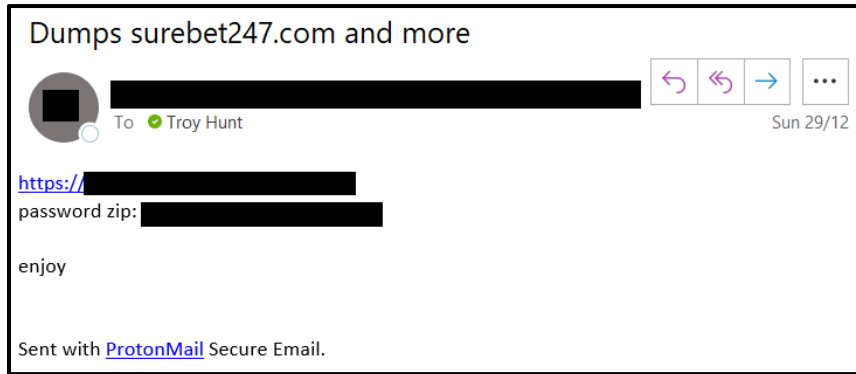 Dumps surebet247.com and more
To Troy Hunt
Sun 29/12
https://
password zip:
enjoy
Sent with ProtonMail Secure Email.